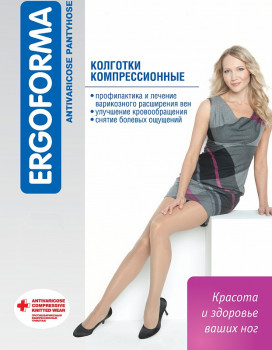 ERGOFORMA
ANTIVARICOSE PANTYHOSE
КОЛГОТКИ
КОМПРЕССИОННЫЕ
• профилактика и лечение
варикозного расширения вен
• улучшение кровообращения
• снятие болевых ощущений
ANTIVARICOSE
COMPRESSIVE
KNITTED WEAR
Красота
и здоровье
ваших ног